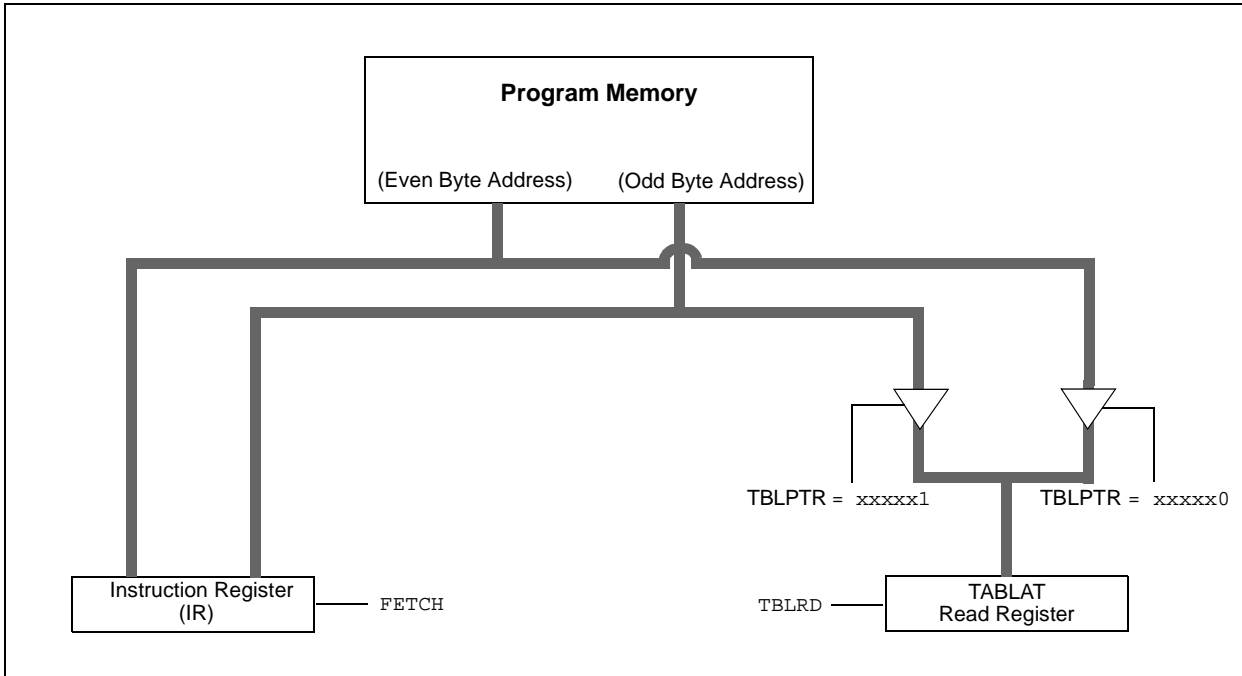 Program Memory
(Even Byte Address) (Odd Byte Address)
TBLPTR = xxxxx1 TBLPTR = xxxxx0
Instruction Register
(IR)
FETCH
TBLRD
TABLAT
Read Register